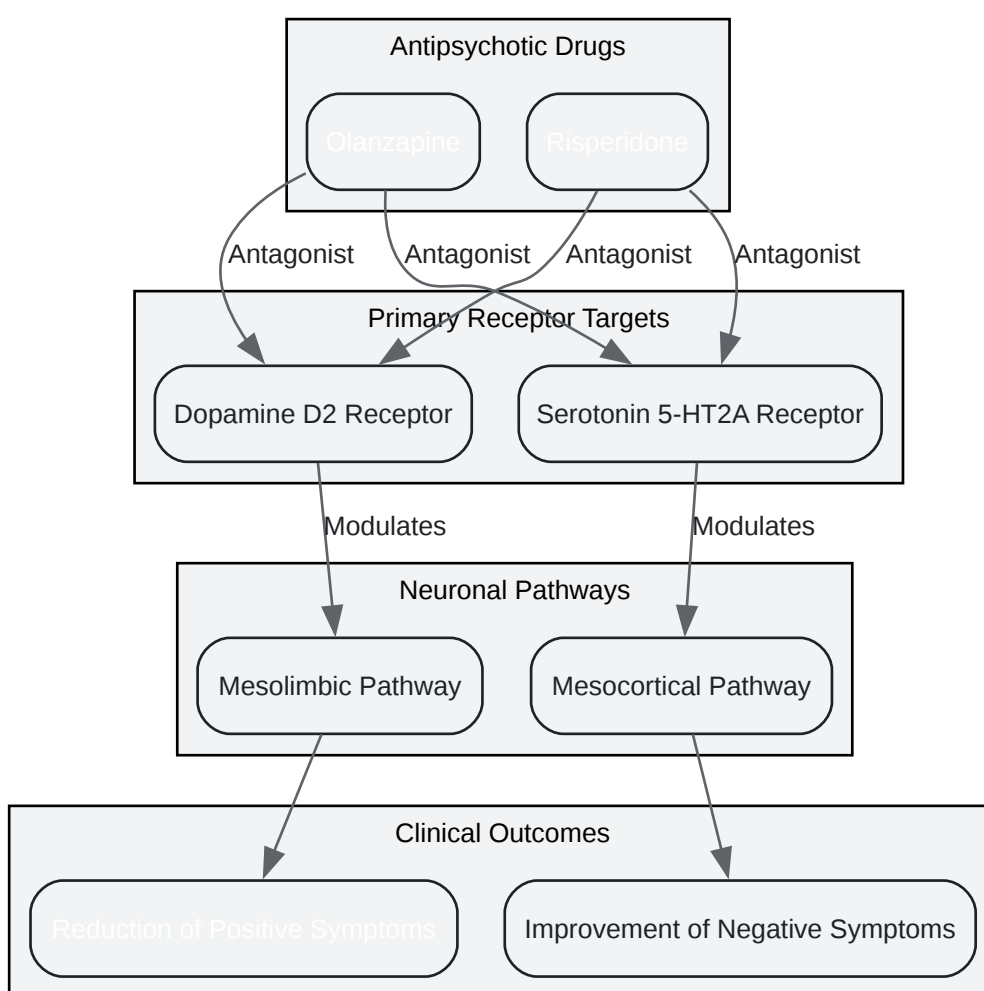 Antipsychotic Drugs
Olanzapine
Risperidone
Antagonist
Antagonist
Antagonist
Antagonist
Primary Receptor Targets
Dopamine D2 Receptor
Serotonin 5-HT2A Receptor
Modulates
Modulates
Neuronal Pathways
Mesolimbic Pathway
Mesocortical Pathway
Clinical Outcomes
Reduction of Positive Symptoms
Improvement of Negative Symptoms